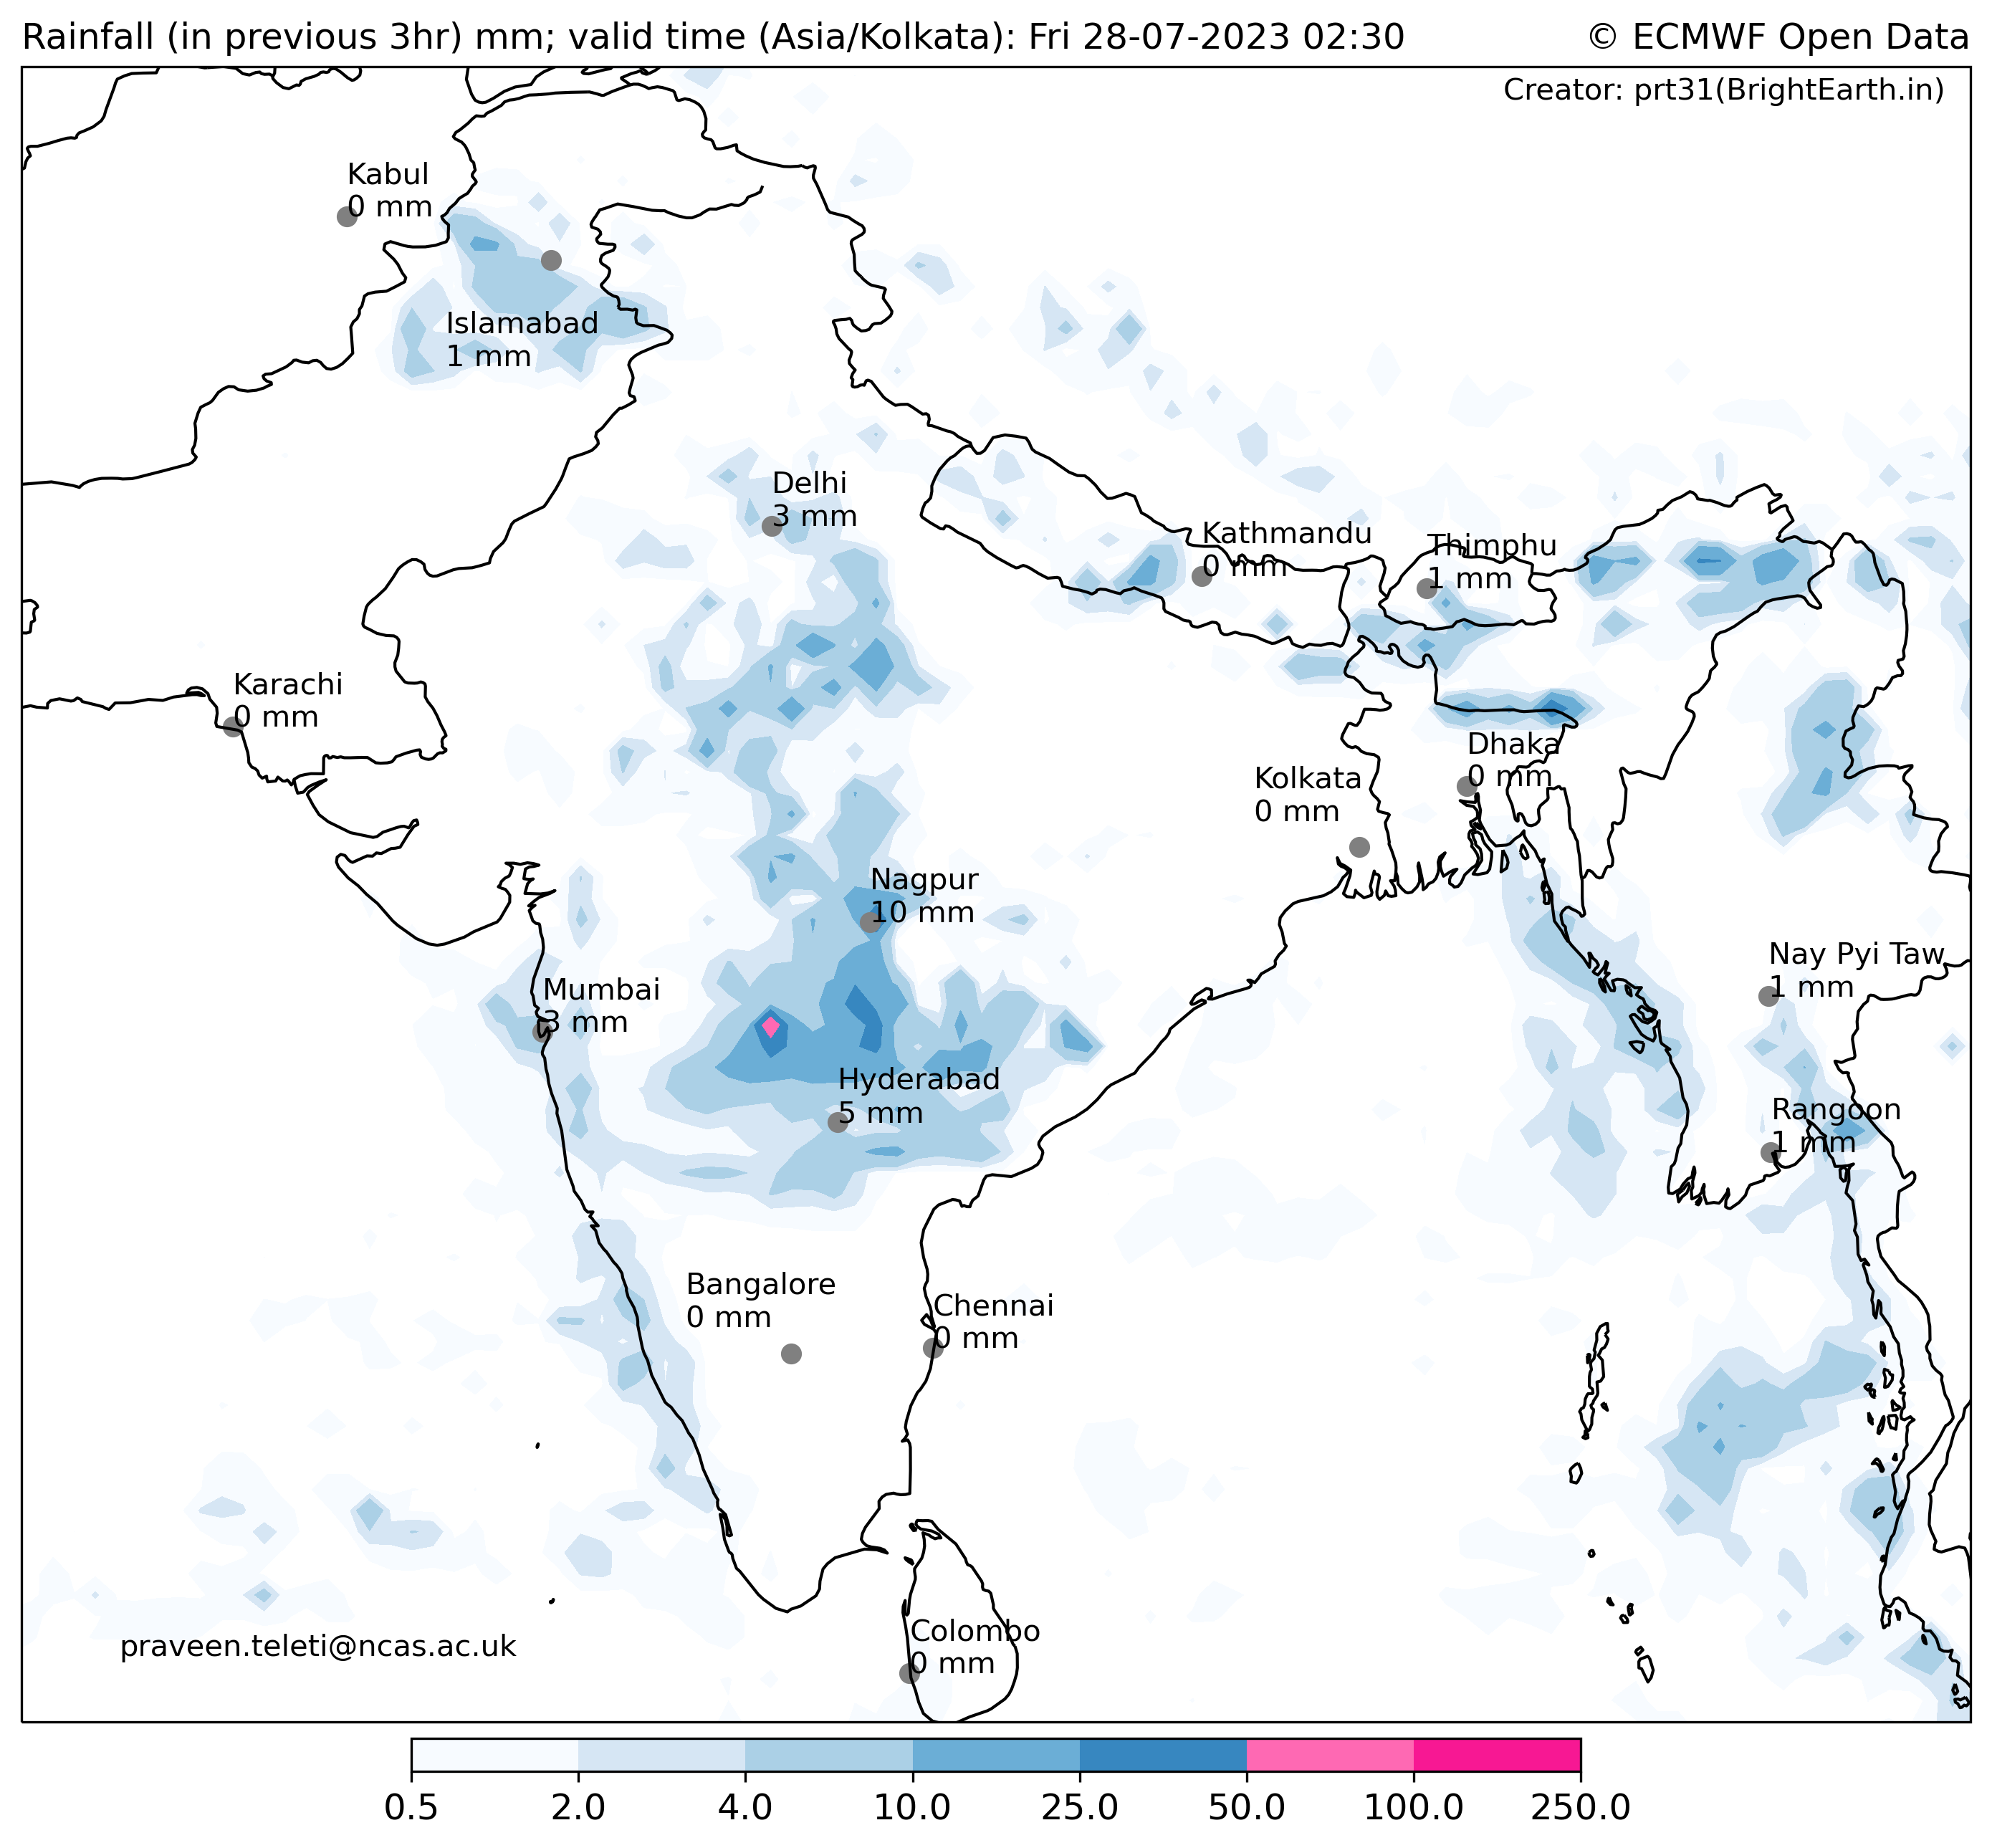 Rainfall (in previous 3hr) mm; valid time (Asia/Kolkata): Fri 28-07-2023 02:30
© ECMWF Open Data
Creator: prt31(BrightEarth.in)
Kabul
0 mm
Islamabad
1 mm
Delhi
3 mm
Kathmandu
0 mm
Thimphu
1 mm
Karachi
0 mm
Dhaka
0 mm
Kolkata
0 mm
Nagpur
10 mm
Nay Pyi Taw
1 mm
Mumbai
3 mm
Hyderabad
5 mm
Rangoon
1 mm
Bangalore
0 mm
Chennai
0 mm
Colombo
0 mm
praveen.teleti@ncas.ac.uk
0.5 2.0 4.0 10.0 25.0 50.0 100.0 250.0